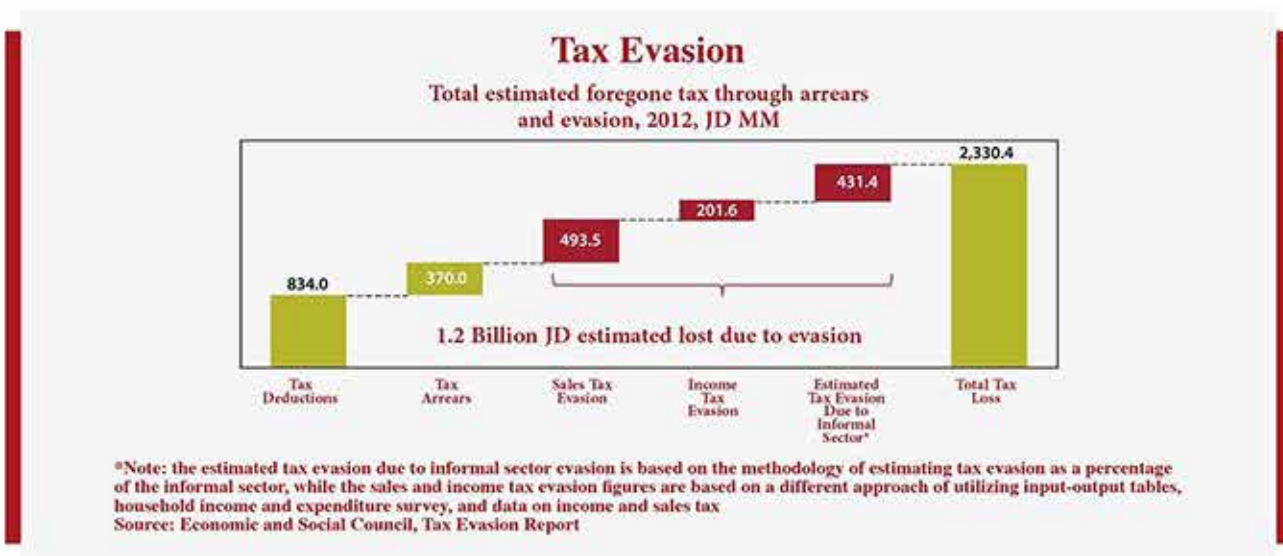 Tax Evasion
Total estimated foregone tax through arrears
and evasion, 2012, JD MM
834.0
370.0
493.5
201.6
431.4
2,330.4
1.2 Billion JD estimated lost due to evasion
Tax
Deductions
Tax
Arrears
Sales Tax
Evasion
Income
Tax
Evasion
Estimated
Tax Evasion
Due to
Informal
Sector*
Total Tax
Loss
*Note: the estimated tax evasion due to informal sector evasion is based on the methodology of estimating tax evasion as a percentage
of the informal sector, while the sales and income tax evasion figures are based on a different approach of utilizing input-output tables,
household income and expenditure survey, and data on income and sales tax
Source: Economic and Social Council, Tax Evasion Report